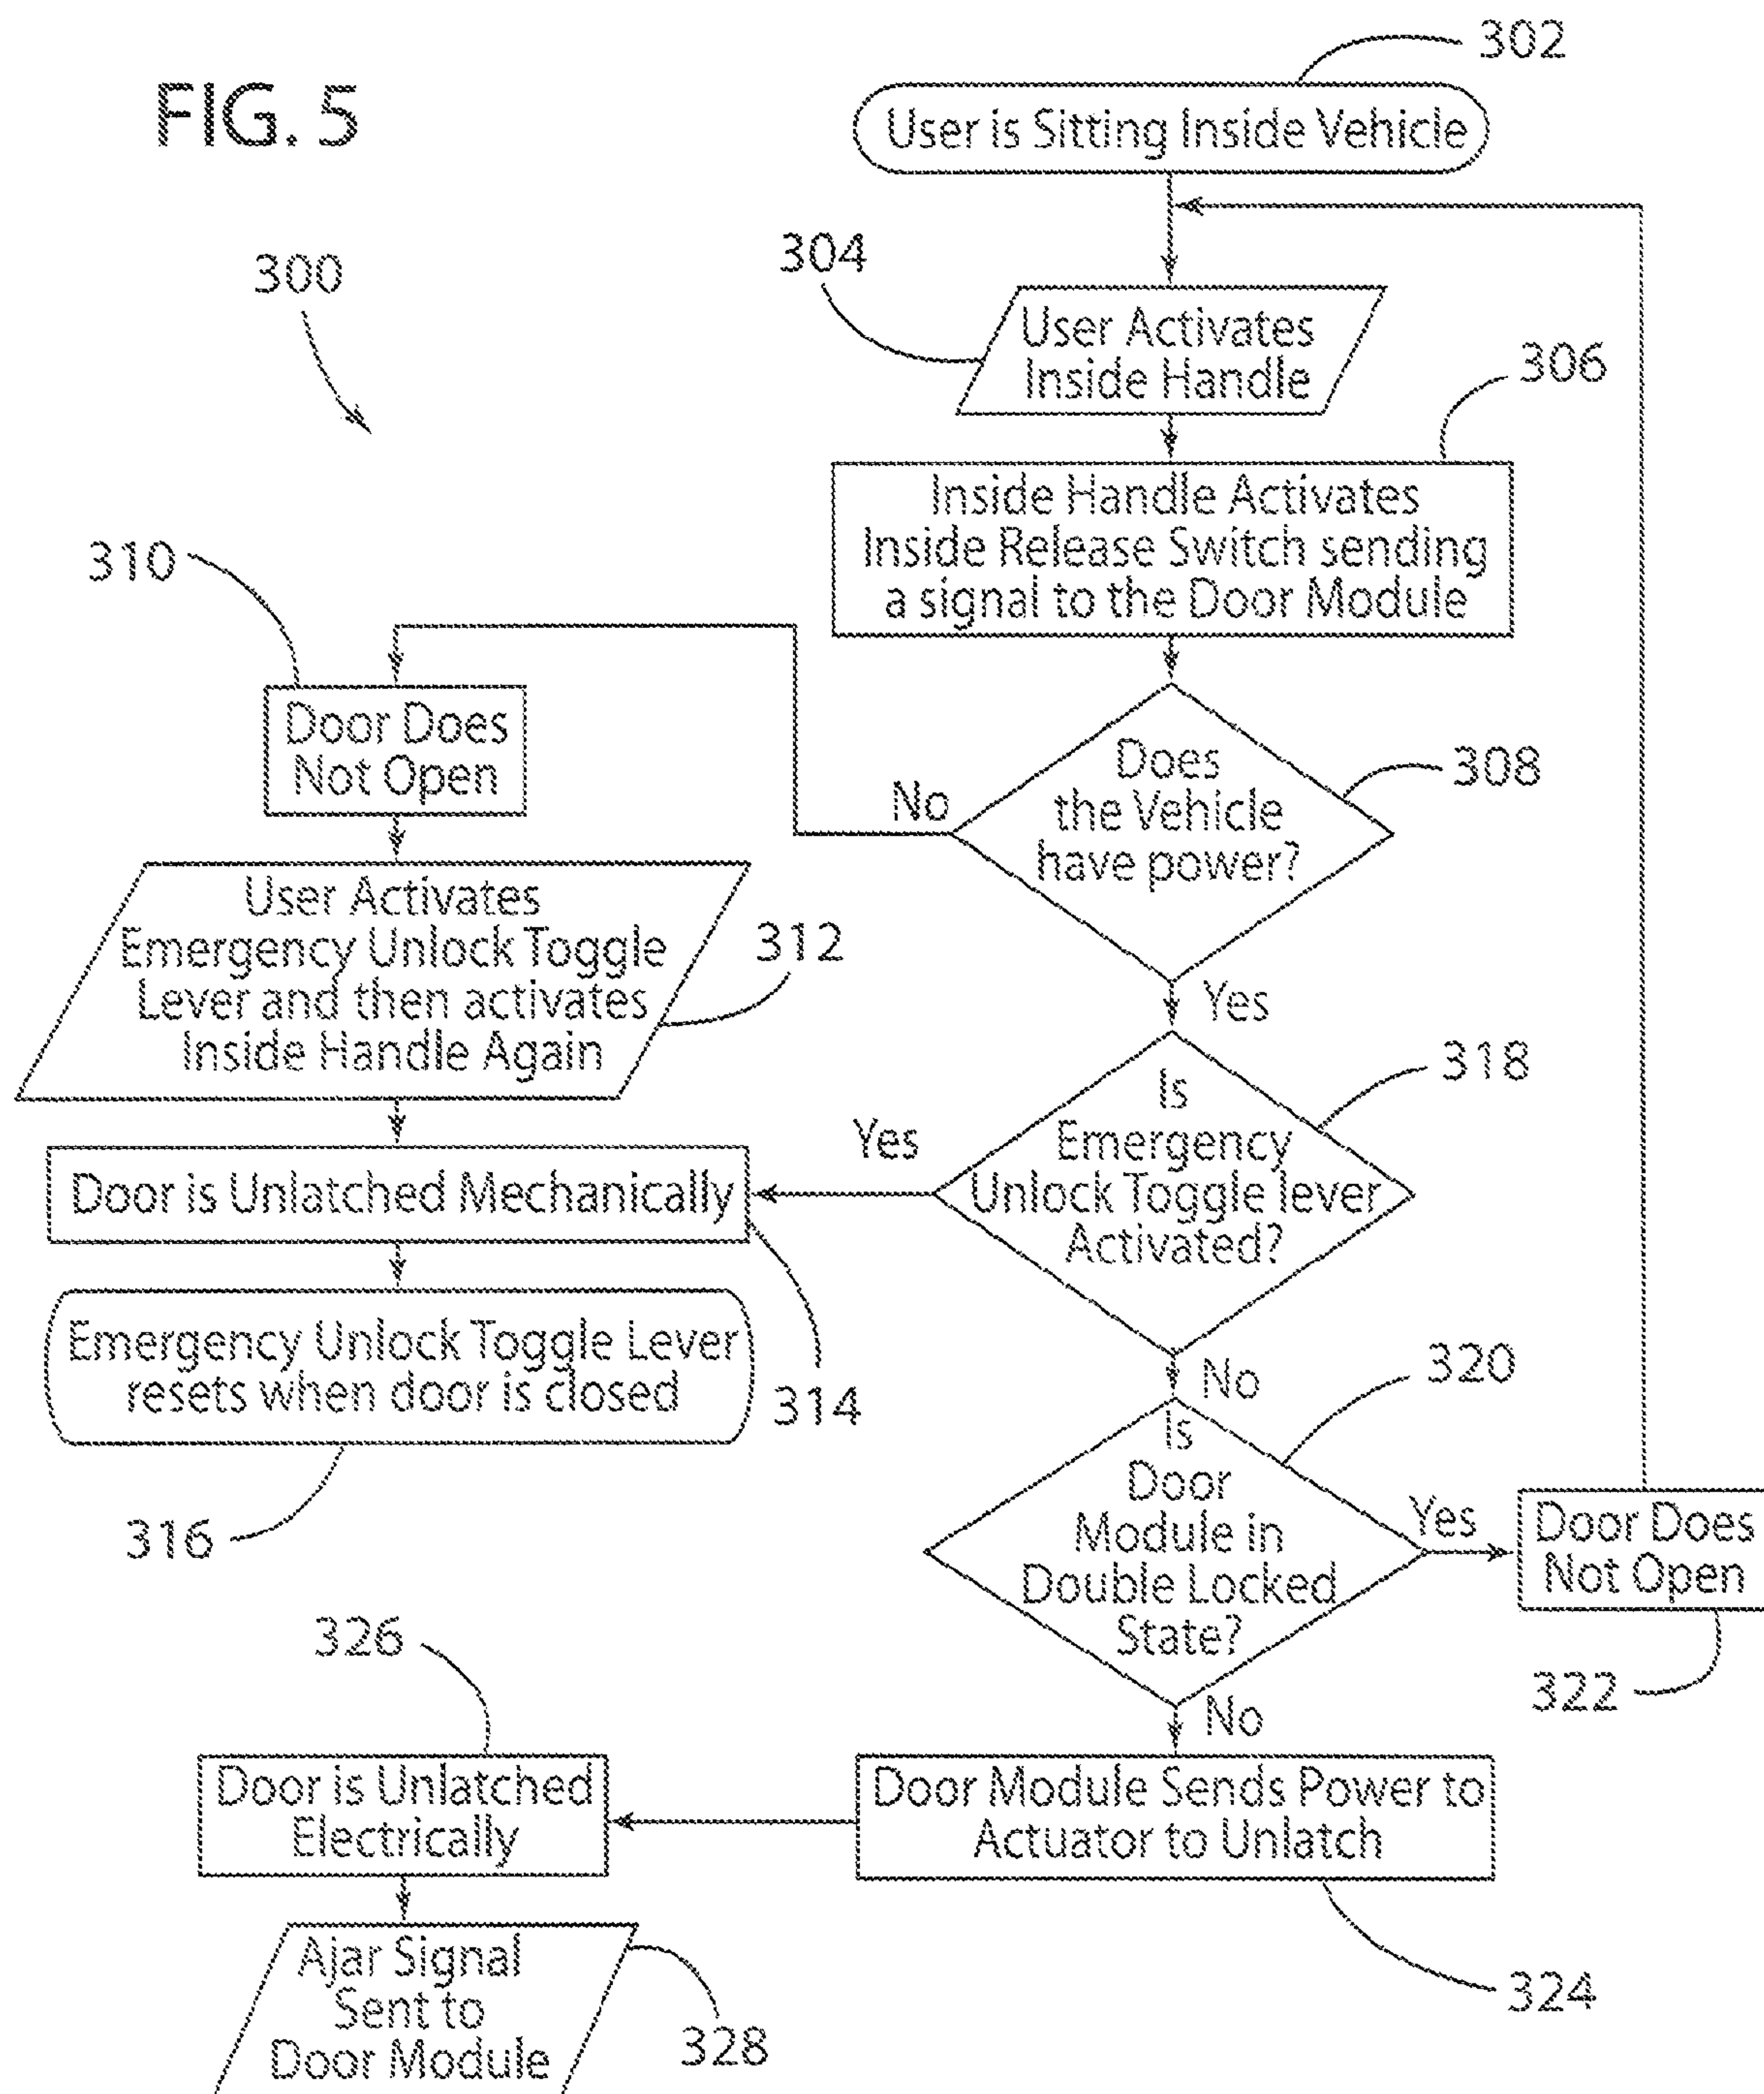 FIG. 5
302
User is Sitting Inside Vehicle
300
304
User Activates
Inside Handle
306
Inside Handle Activates
Inside Release Switch sending
a signal to the Door Module
310
Door Does
Not Open
308
Does
the Vehicle
have power?
No
Yes
User Activates
Emergency Unlock Toggle
Lever and then activates
Inside Handle Again
312
318
Is
Emergency
Unlock Toggle lever
Activated?
Yes
No
Door is Unlatched Mechanically
314
Emergency Unlock Toggle Lever
resets when door is closed
316
320
Is
Door
Module in
Double Locked
State?
Yes
Door Does
Not Open
322
No
326
Door is Unlatched
Electrically
Door Module Sends Power to
Actuator to Unlatch
324
Ajar Signal
Sent to
Door Module
328